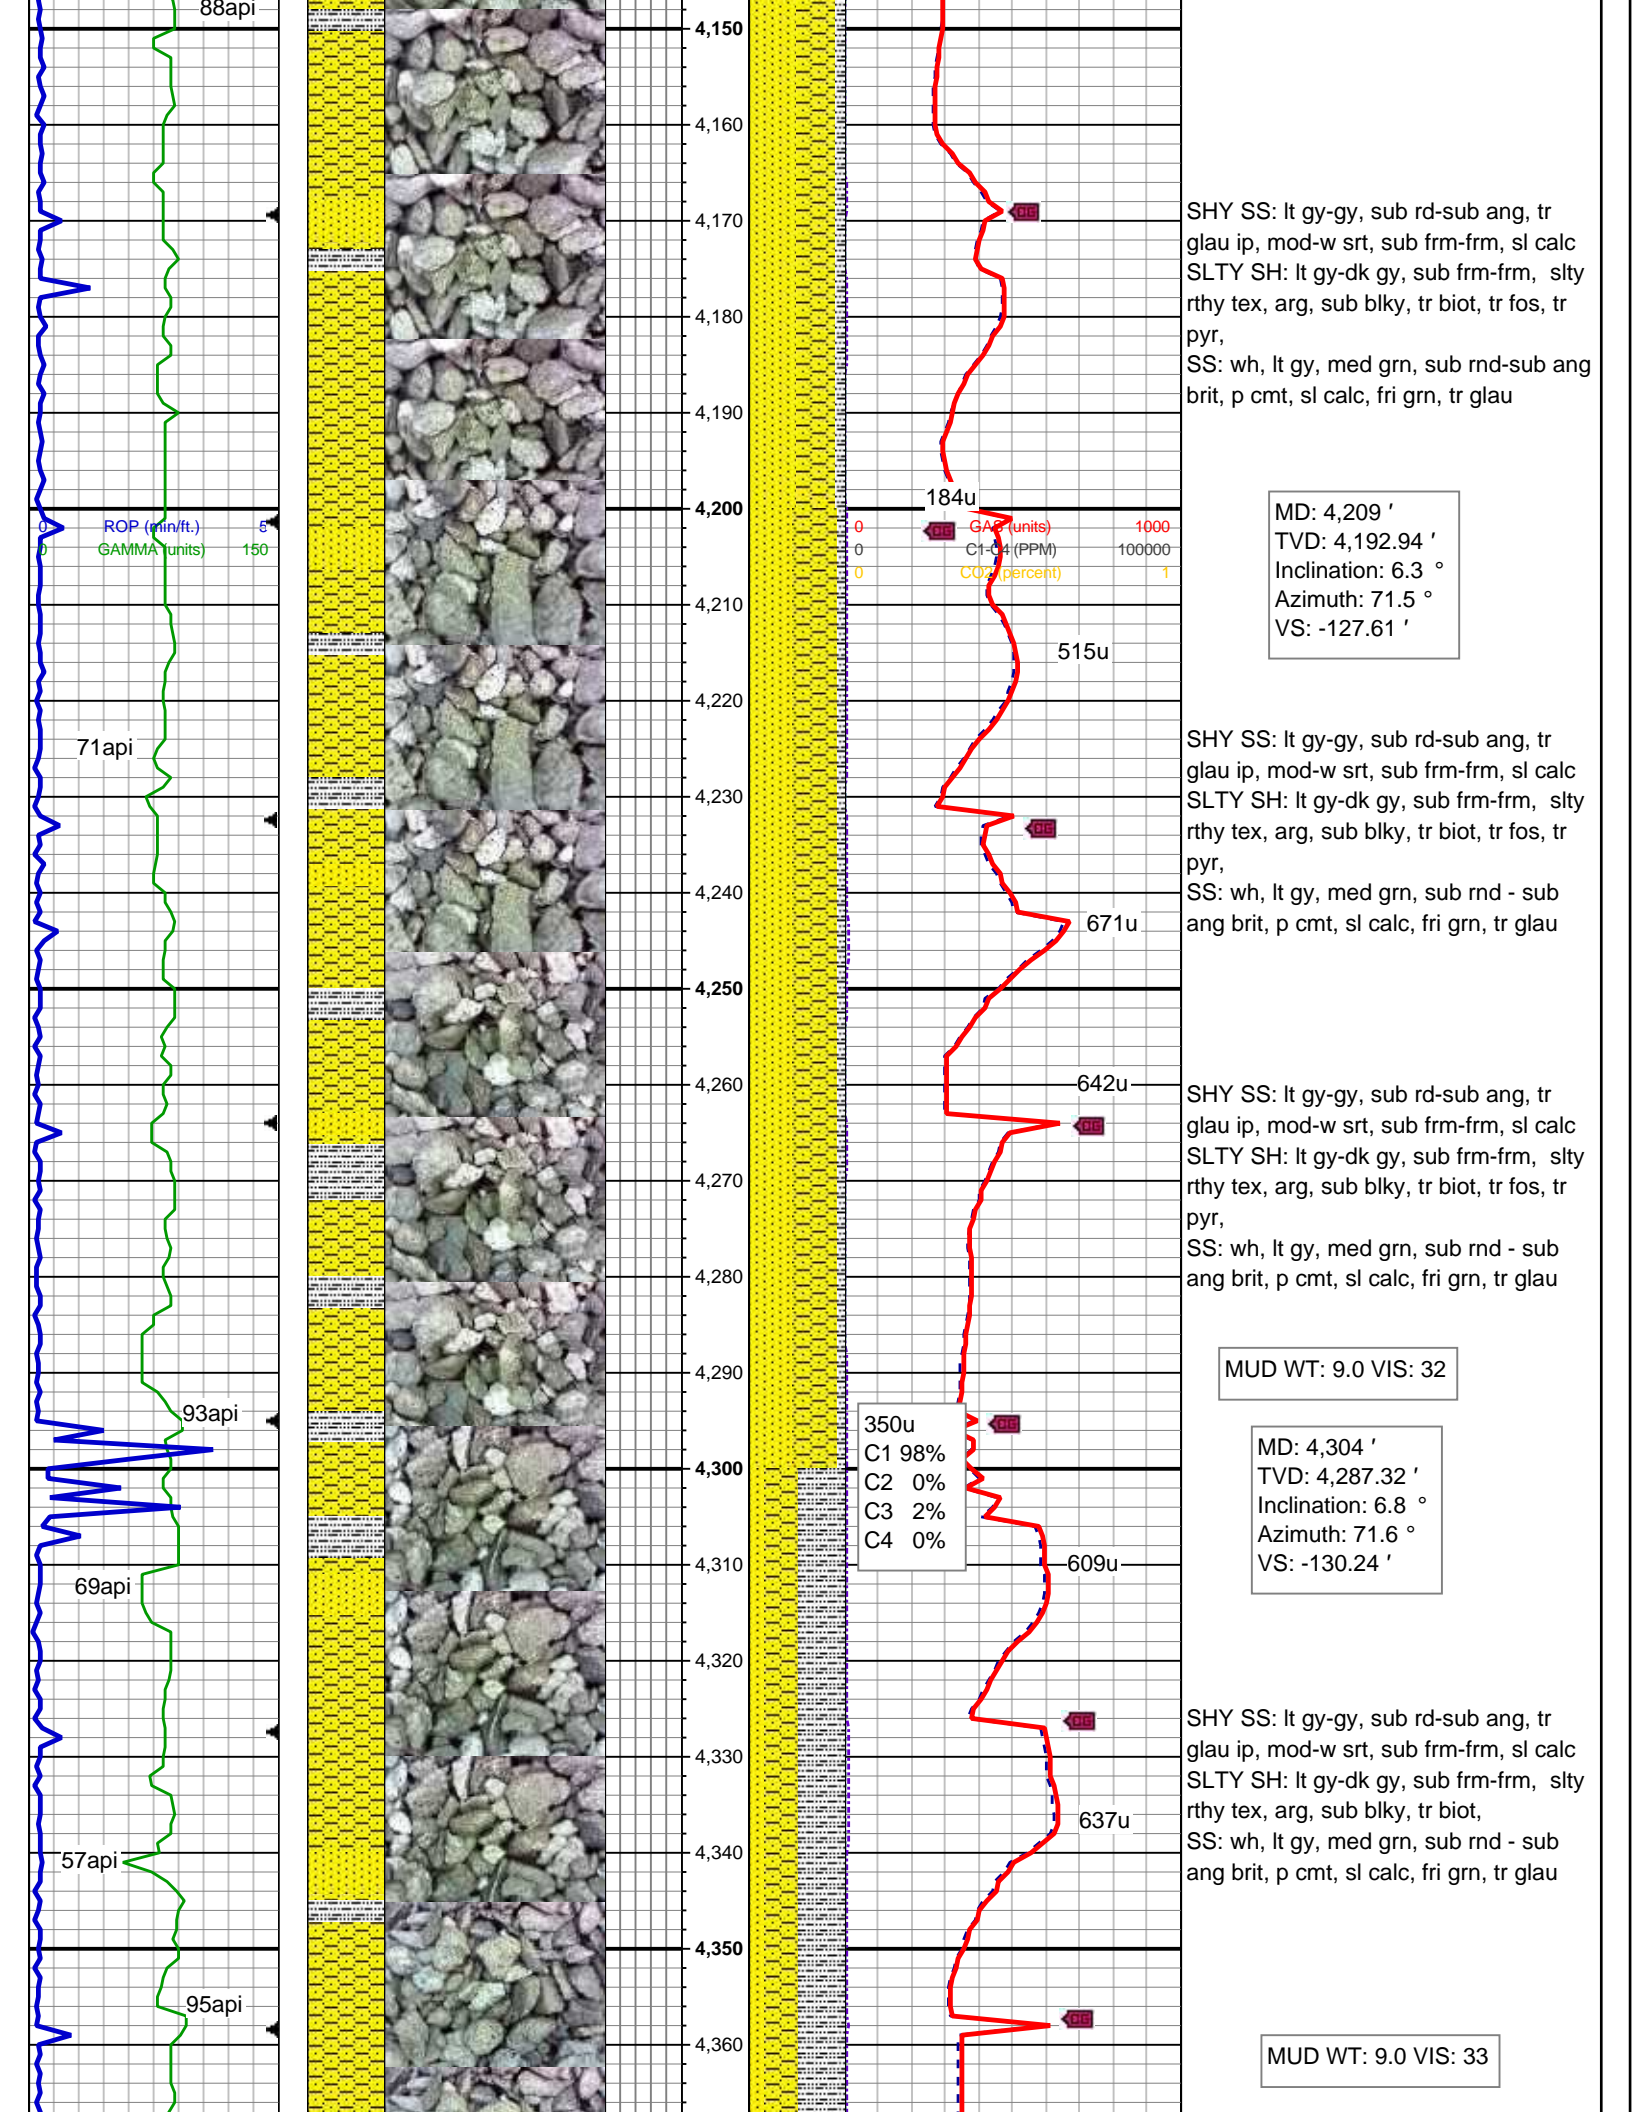 88api
4,150
4,160
4,170
SHY SS: lt gy-gy, sub rd-sub ang, tr
glau ip, mod-w srt, sub frm-frm, sl calc
SLTY SH: lt gy-dk gy, sub frm-frm, slty
rthy tex, arg, sub blky, tr biot, tr fos, tr
pyr,
SS: wh, lt gy, med grn, sub rnd-sub ang
brit, p cmt, sl calc, fri grn, tr glau
CG
4,180
4,190
184u
4,200
0 ROP (min/ft.) 5
0 GAMMA (units) 150
CG
0 GAS (units) 1000
0 C1-C4 (PPM) 100000
0 CO2 (percent) 1
MD: 4,209 '
TVD: 4,192.94 '
Inclination: 6.3 °
Azimuth: 71.5 °
VS: -127.61 '
4,210
515u
4,220
71api
4,230
SHY SS: lt gy-gy, sub rd-sub ang, tr
glau ip, mod-w srt, sub frm-frm, sl calc
SLTY SH: lt gy-dk gy, sub frm-frm, slty
rthy tex, arg, sub blky, tr biot, tr fos, tr
pyr,
SS: wh, lt gy, med grn, sub rnd - sub
ang brit, p cmt, sl calc, fri grn, tr glau
CG
4,240
671u
4,250
4,260
642u
CG
SHY SS: lt gy-gy, sub rd-sub ang, tr
glau ip, mod-w srt, sub frm-frm, sl calc
SLTY SH: lt gy-dk gy, sub frm-frm, slty
rthy tex, arg, sub blky, tr biot, tr fos, tr
pyr,
SS: wh, lt gy, med grn, sub rnd - sub
ang brit, p cmt, sl calc, fri grn, tr glau
4,270
4,280
4,290
MUD WT: 9.0 VIS: 32
93api
CG
350u
C1 98%
C2 0%
C3 2%
C4 0%
MD: 4,304 '
TVD: 4,287.32 '
Inclination: 6.8 °
Azimuth: 71.6 °
VS: -130.24 '
4,300
4,310
609u
69api
4,320
CG
4,330
SHY SS: lt gy-gy, sub rd-sub ang, tr
glau ip, mod-w srt, sub frm-frm, sl calc
SLTY SH: lt gy-dk gy, sub frm-frm, slty
rthy tex, arg, sub blky, tr biot,
SS: wh, lt gy, med grn, sub rnd - sub
ang brit, p cmt, sl calc, fri grn, tr glau
637u
4,340
57api
4,350
95api
CG
4,360
MUD WT: 9.0 VIS: 33